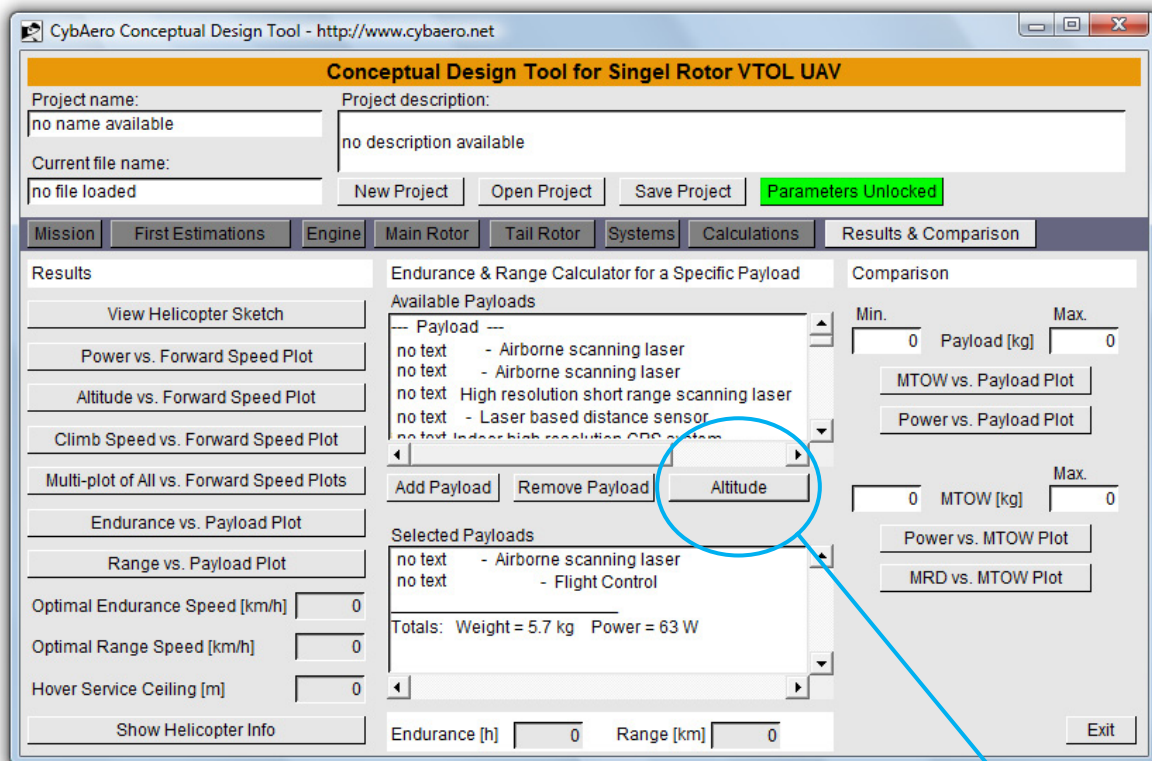 CybAero Conceptual Design Tool - http://www.cybaero.net
Conceptual Design Tool for Singel Rotor VTOL UAV
Project name:
no name available
Project description:
no description available
Current file name:
no file loaded
New Project Open Project Save Project Parameters Unlocked
Mission First Estimations Engine Main Rotor Tail Rotor Systems Calculations Results & Comparison
Results
View Helicopter Sketch
Power vs. Forward Speed Plot
Altitude vs. Forward Speed Plot
Climb Speed vs. Forward Speed Plot
Multi-plot of All vs. Forward Speed Plots
Endurance vs. Payload Plot
Range vs. Payload Plot
Optimal Endurance Speed [km/h] 0
Optimal Range Speed [km/h] 0
Hover Service Ceiling [m] 0
Show Helicopter Info
Endurance & Range Calculator for a Specific Payload
Available Payloads
--- Payload ---
no text - Airborne scanning laser
no text - Airborne scanning laser
no text High resolution short range scanning laser
no text - Laser based distance sensor
no text Indoor high resolution GPS system
Add Payload Remove Payload Altitude
Selected Payloads
no text - Airborne scanning laser
no text - Flight Control
Totals: Weight = 5.7 kg Power = 63 W
Endurance [h] 0 Range [km] 0
Comparison
Min. Max.
0 Payload [kg] 0
MTOW vs. Payload Plot
Power vs. Payload Plot
Max.
0 MTOW [kg] 0
Power vs. MTOW Plot
MRD vs. MTOW Plot
Exit